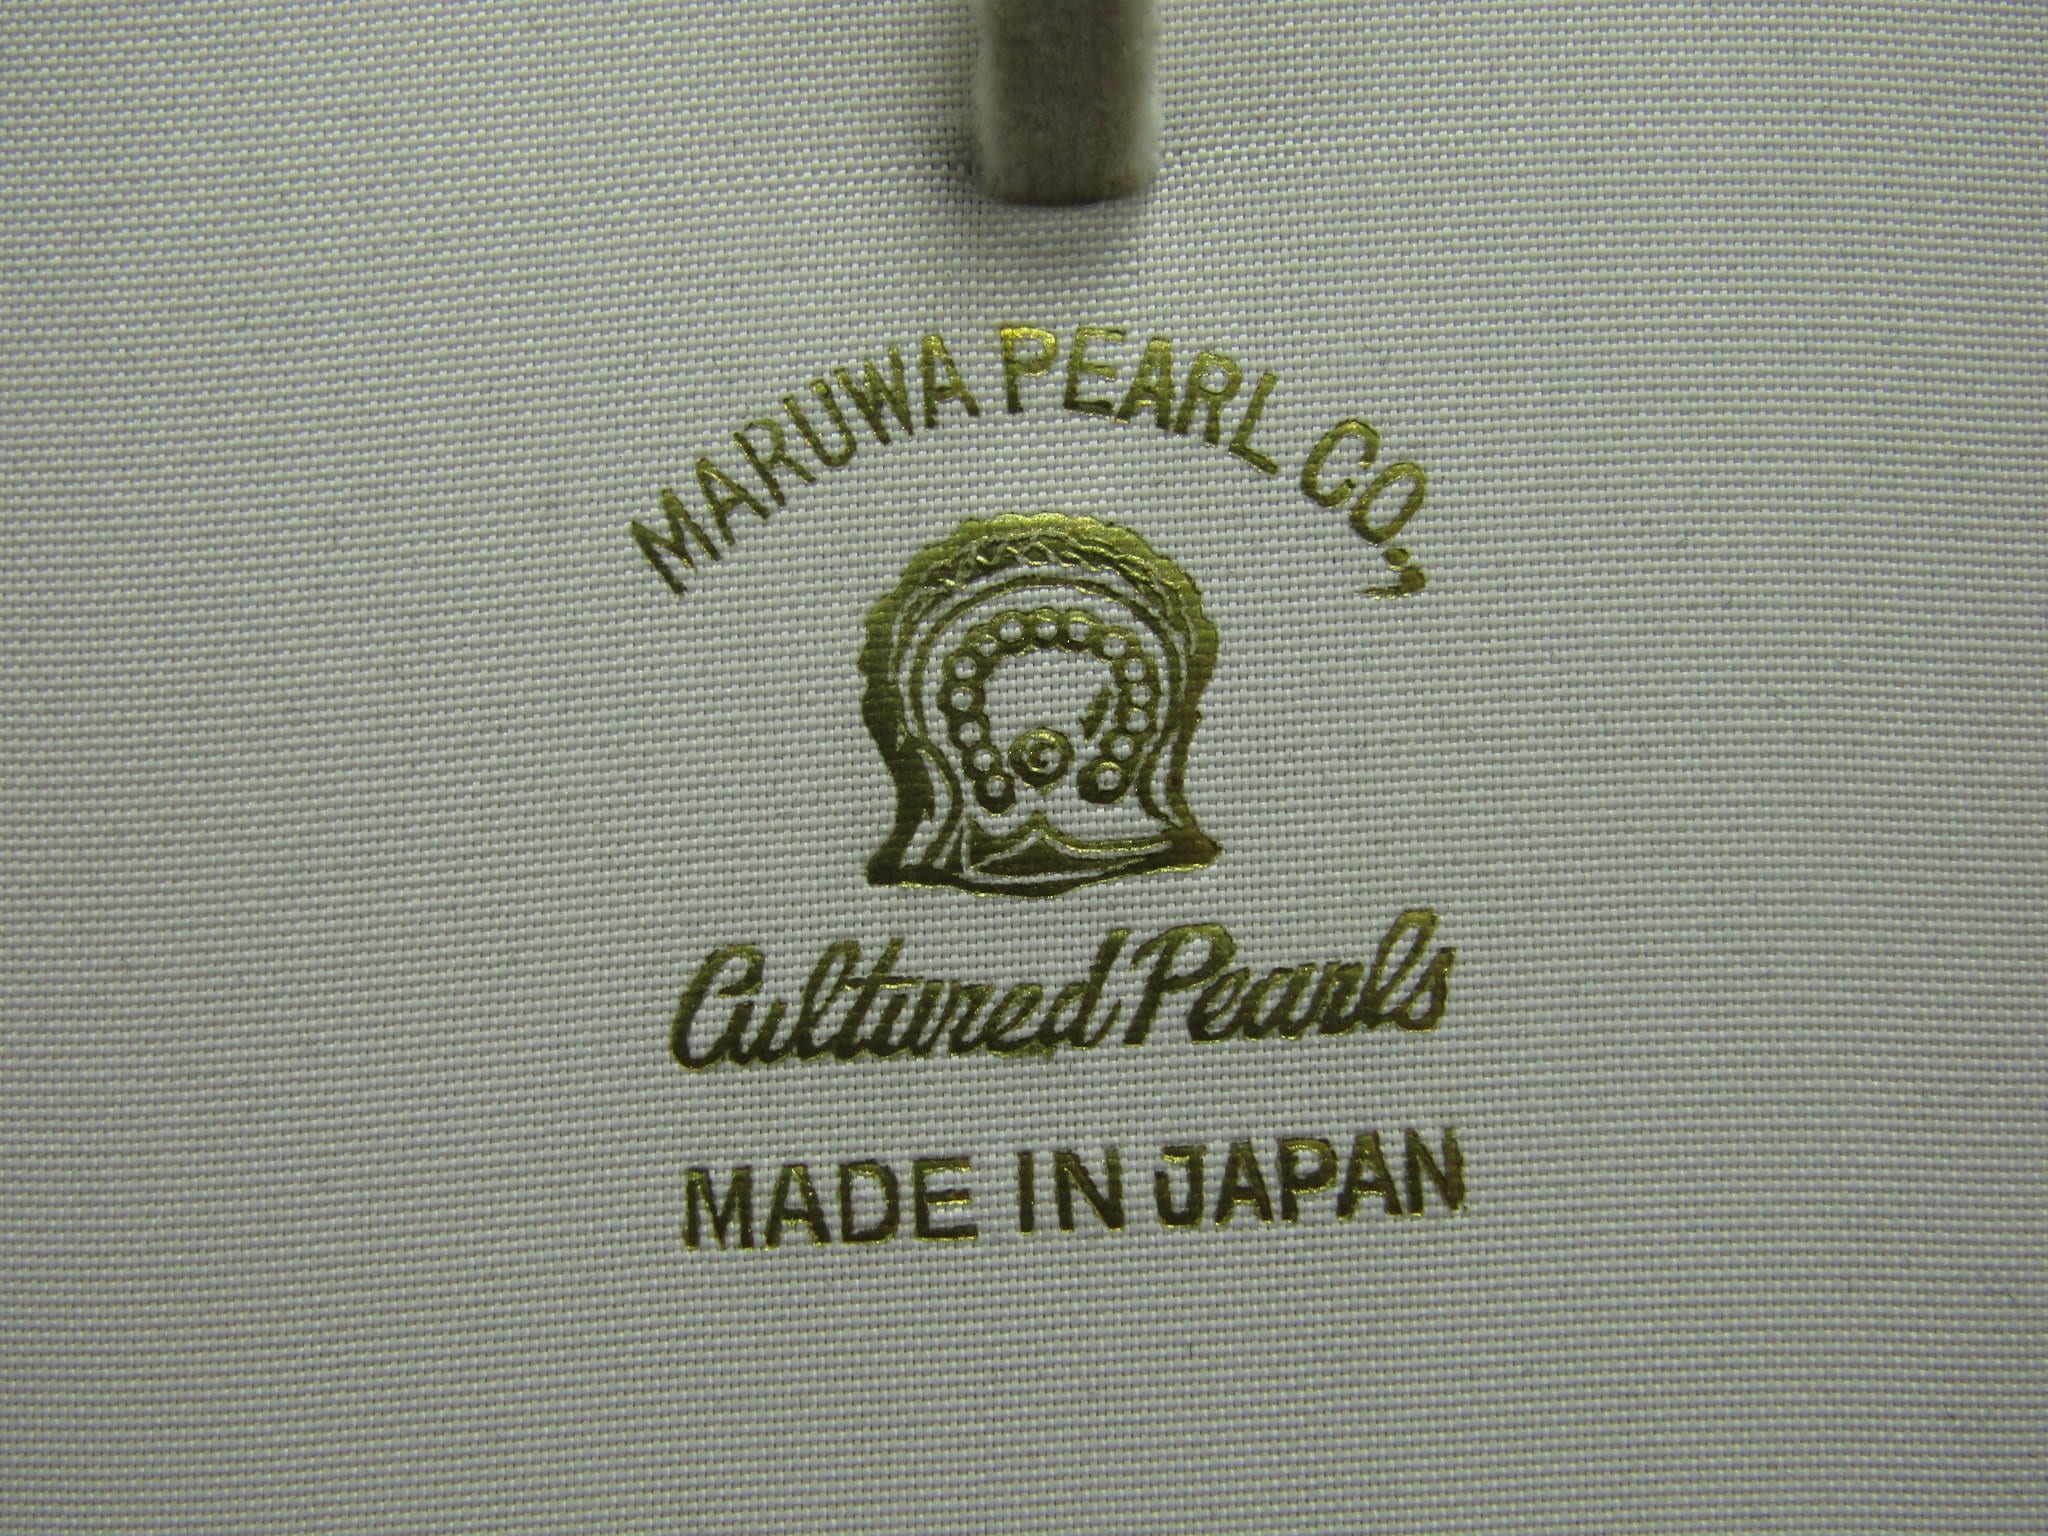 MARUWA PEARL CO.,
Cultured Pearls
MADE IN JAPAN